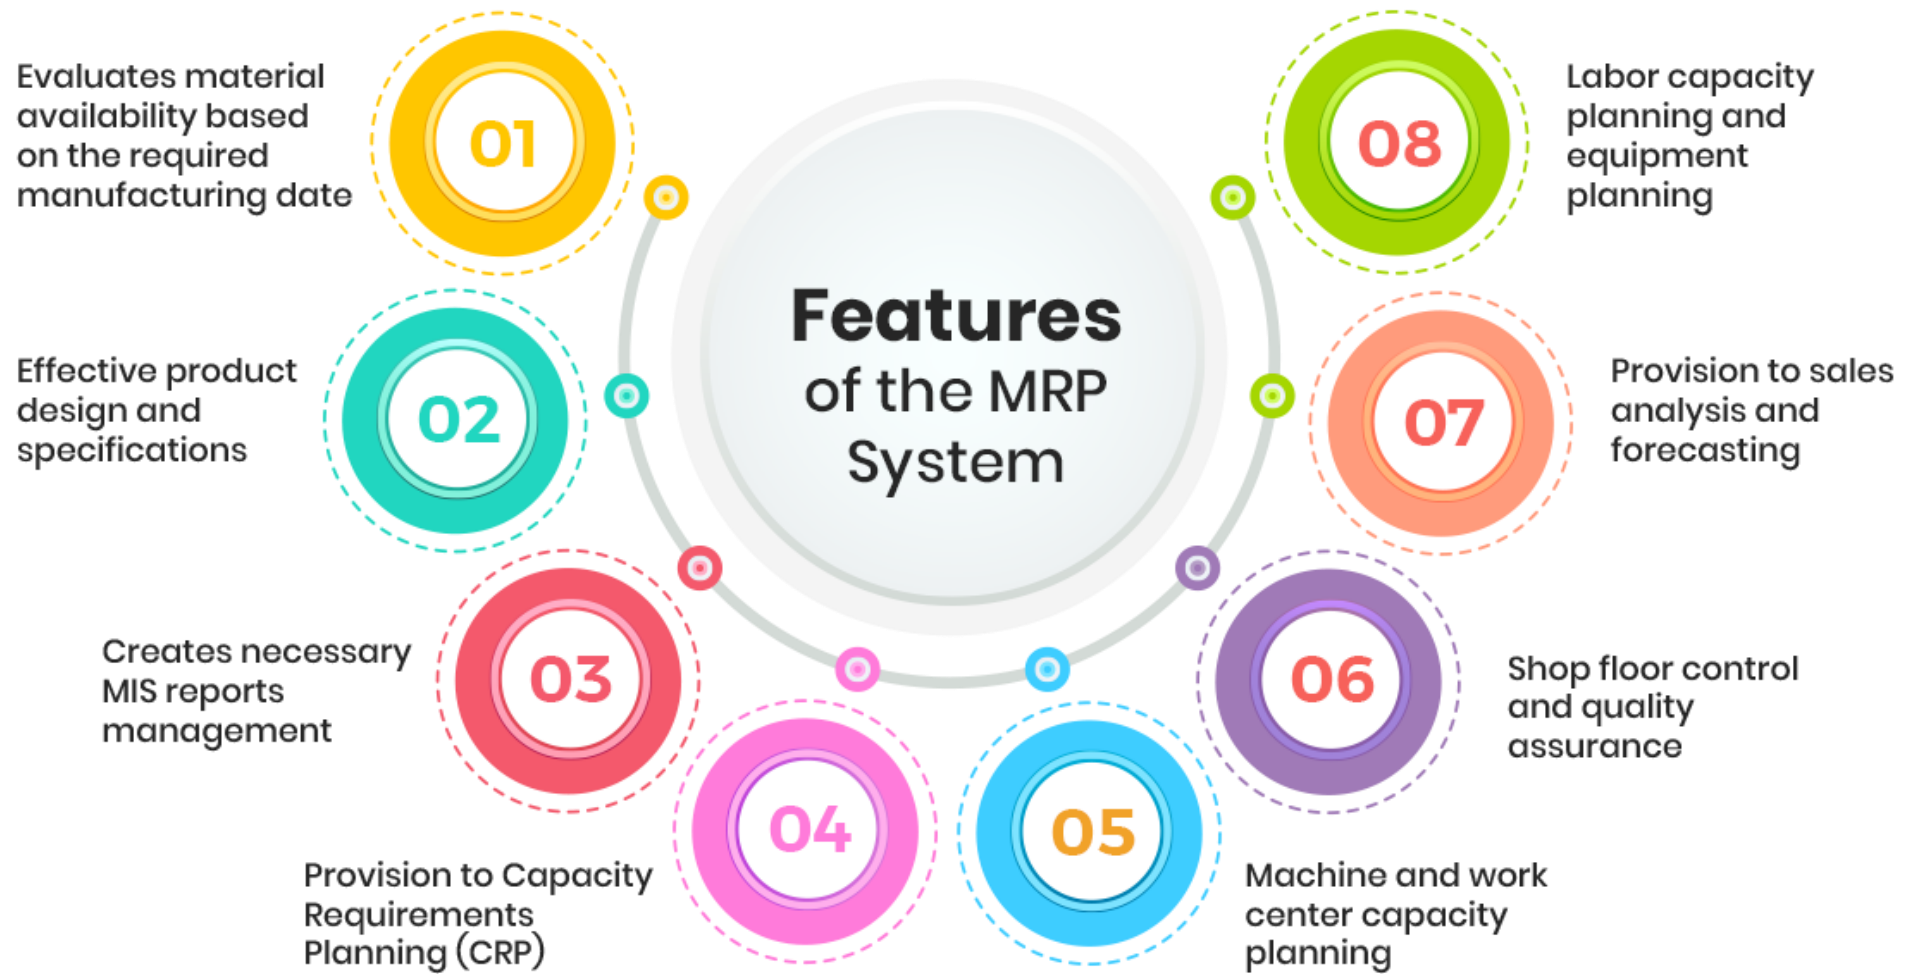 Features
of the MRP
System
01
Evaluates material
availability based
on the required
manufacturing date
02
Effective product
design and
specifications
03
Creates necessary
MIS reports
management
04
Provision to Capacity
Requirements
Planning (CRP)
05
Machine and work
center capacity
planning
06
Shop floor control
and quality
assurance
07
Provision to sales
analysis and
forecasting
08
Labor capacity
planning and
equipment
planning